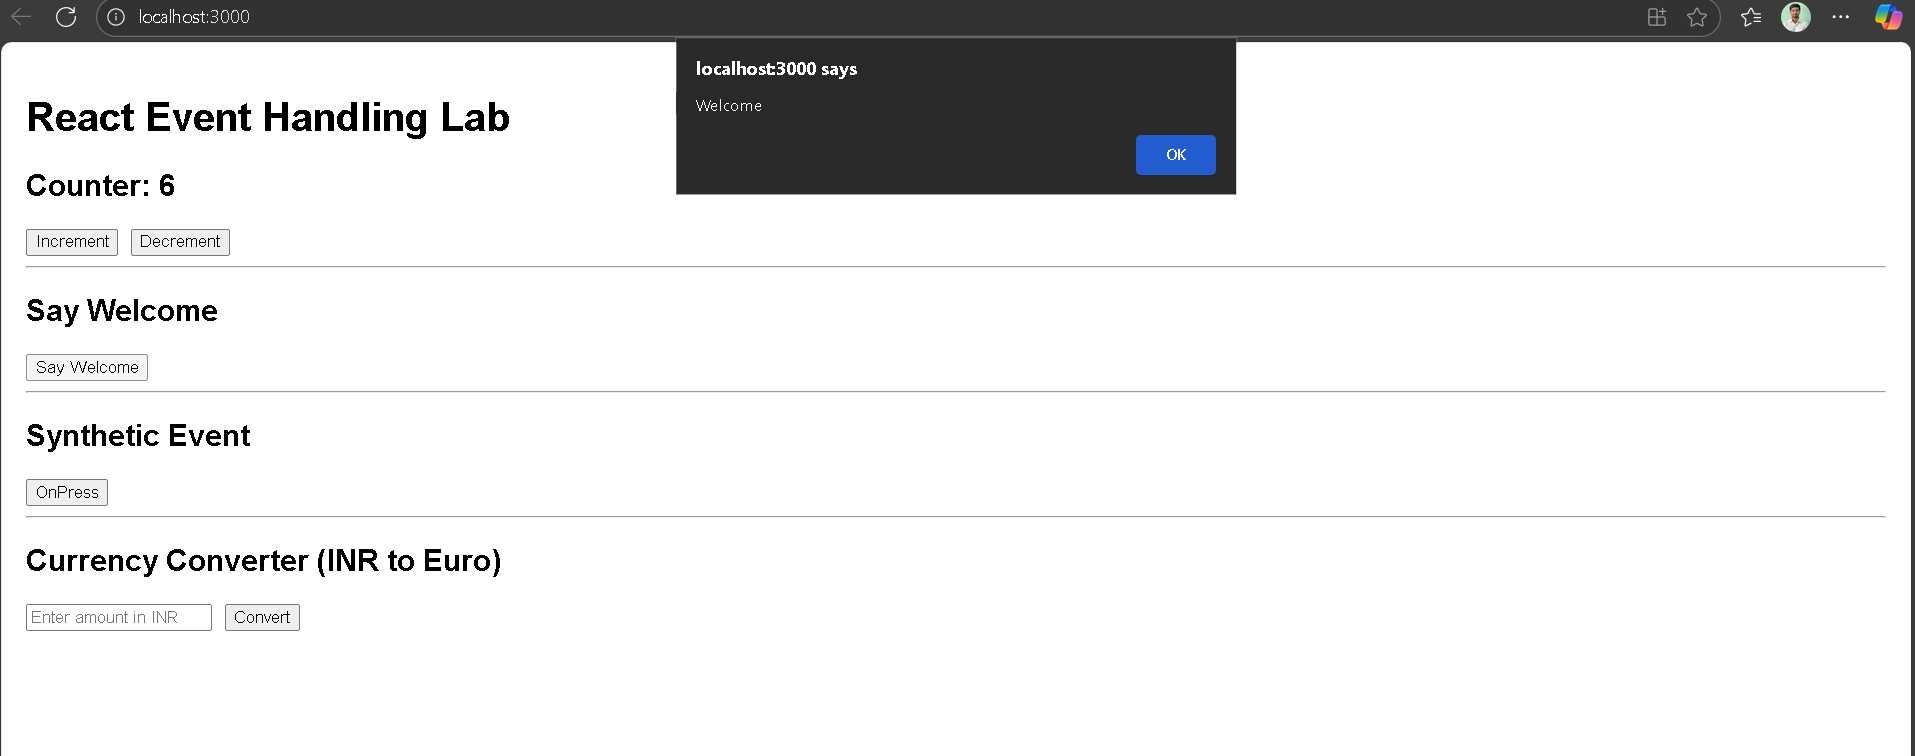 localhost:3000
localhost:3000 says
Welcome
OK
React Event Handling Lab
Counter: 6
Increment Decrement
Say Welcome
Say Welcome
Synthetic Event
OnPress
Currency Converter (INR to Euro)
Enter amount in INR Convert